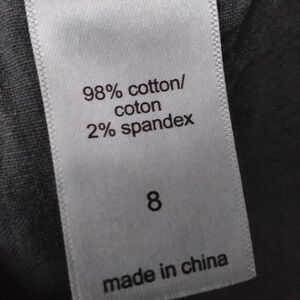 98% cotton/
coton
2% spandex
8
made in china